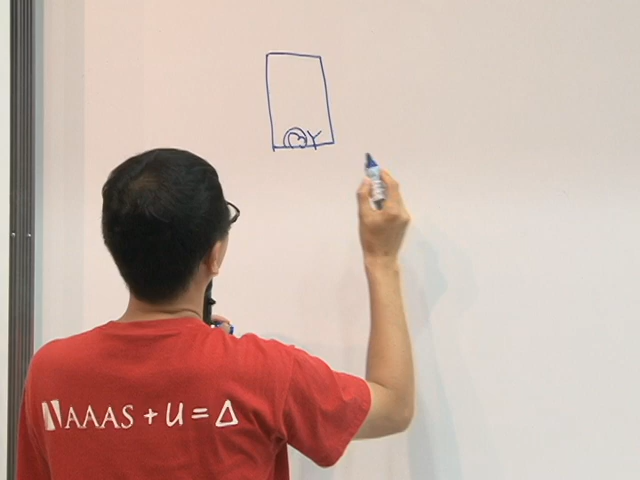 Y
AAAS + U = Δ